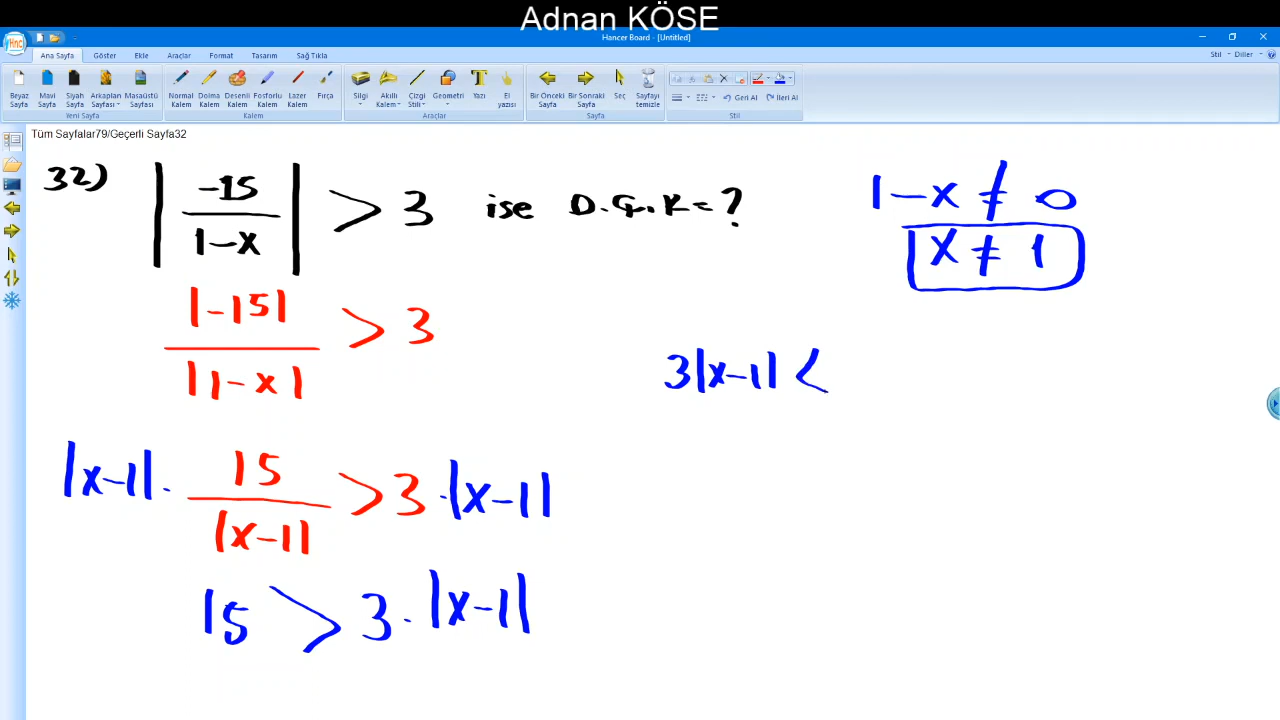 Adnan KÖSE
Hancer Board - [Untitled]
Hnc
Ana Sayfa Göster Ekle Araçlar Format Tasarım Sağ Tıkla
Stil Diller
Beyaz Sayfa Mavi Sayfa Siyah Sayfa Arkaplan Sayfası Masaüstü Sayfası
Normal Kalem Dolma Kalem Desenli Kalem Fosforlu Kalem Lazer Kalem Fırça
Silgi Akıllı Kalem Çizgi Stili Geometri Yazı El yazısı
Bir Önceki Sayfa Bir Sonraki Sayfa Seç Sayfayı temizle
Geri Al İleri Al
Yeni Sayfa Kalem Araçlar Sayfa Stil
Tüm Sayfalar79/Geçerli Sayfa32
32) |-15/(1-x)| > 3 ise D.Ç.K=?
1-x ≠ 0
x ≠ 1
|-15|/|1-x| > 3
3|x-1| <
|x-1|. 15/|x-1| > 3.|x-1|
15 > 3.|x-1|